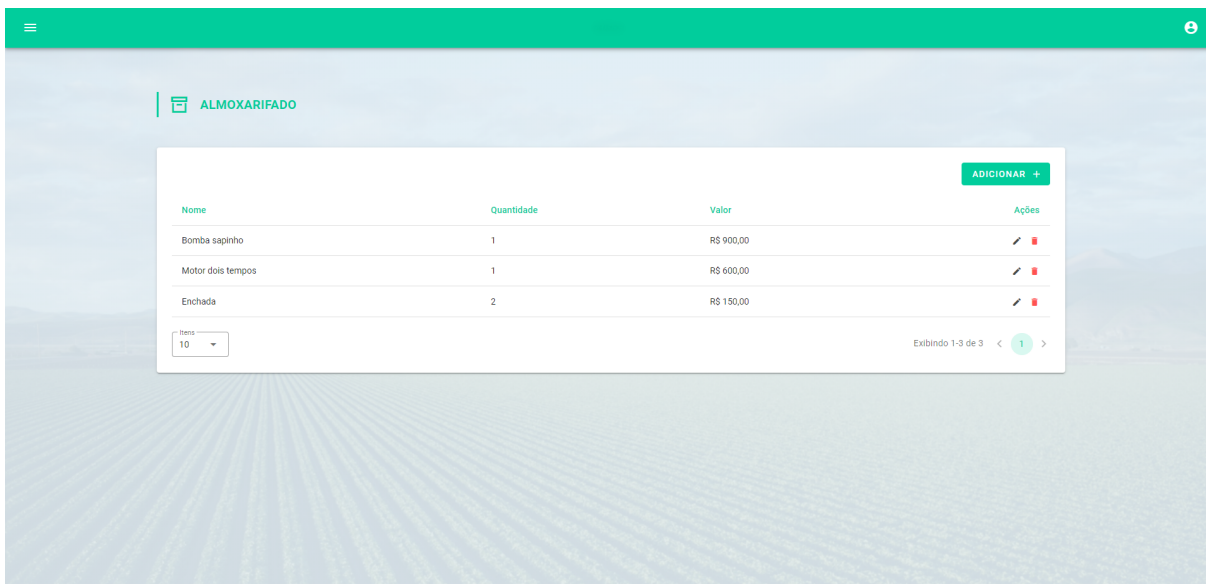 ALMOXARIFADO
ADICIONAR +
Nome Quantidade Valor Ações
Bomba sapinho 1 R$ 900,00
Motor dois tempos 1 R$ 600,00
Enchada 2 R$ 150,00
Itens
10 Exibindo 1-3 de 3 < 1 >